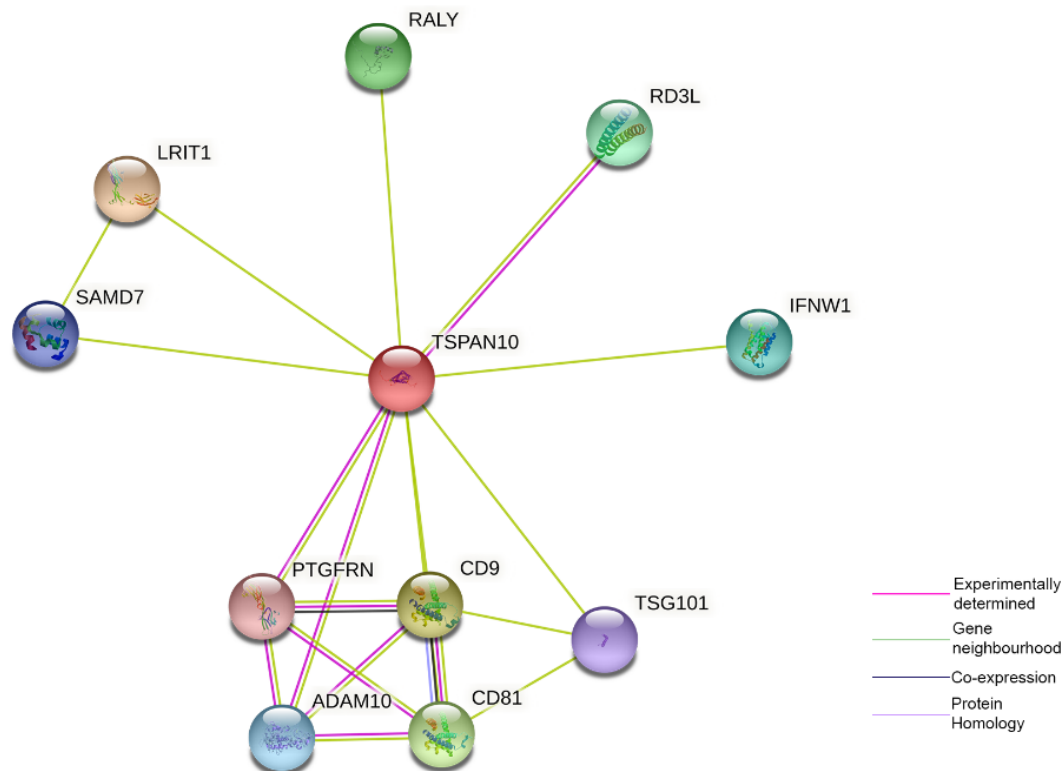 RALY
RD3L
LRIT1
SAMD7
IFNW1
TSPAN10
PTGFRN
CD9
TSG101
ADAM10
CD81
Experimentally
determined
Gene
neighbourhood
Co-expression
Protein
Homology